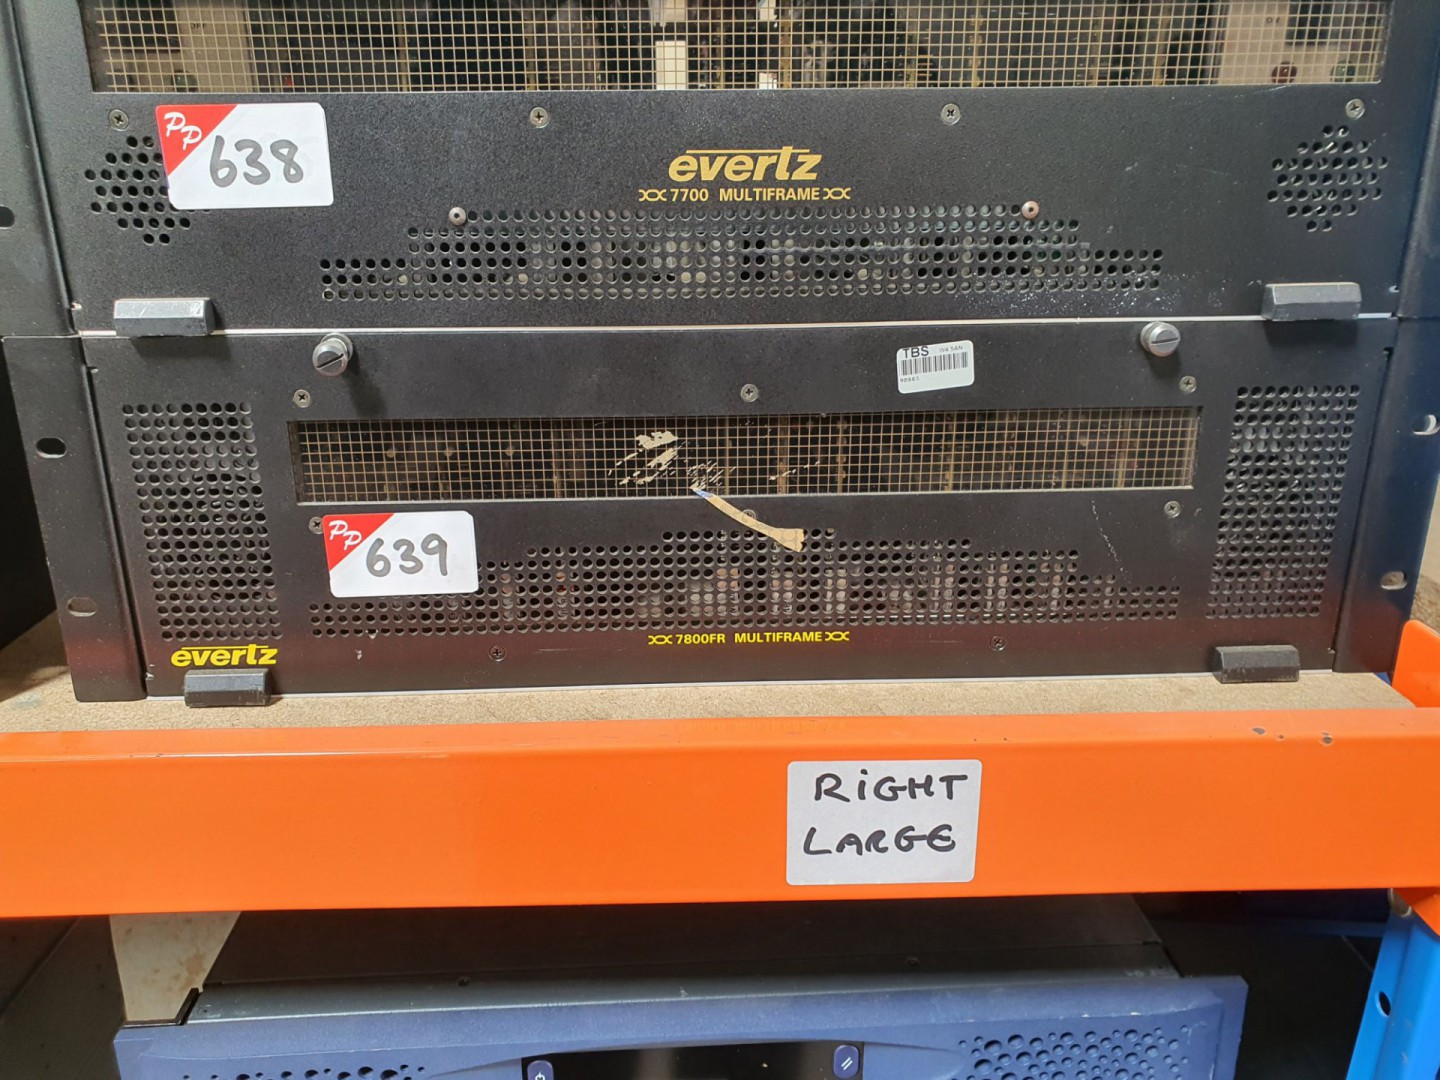 PP
638
evertz
7700 MULTIFRAME
TBS
PP
639
7800FR MULTIFRAME
evertz
RiGHT
LARGE